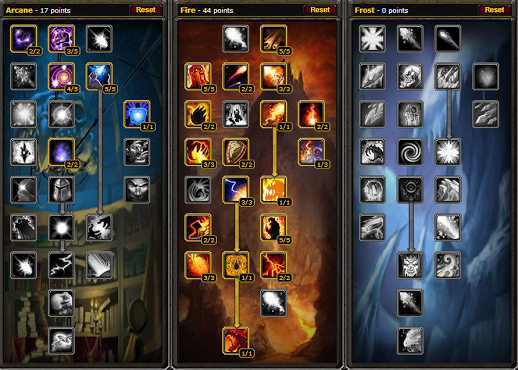 Arcane - 17 points Reset
2/2 3/5
4/5 5/5
1/1
2/2
Fire - 44 points Reset
5/5
5/5 3/3
2/2 1/1 2/2
3/3 2/2 1/3
3/3 1/1
2/2 5/5
3/3 1/1 2/2
1/1
Frost - 0 points Reset